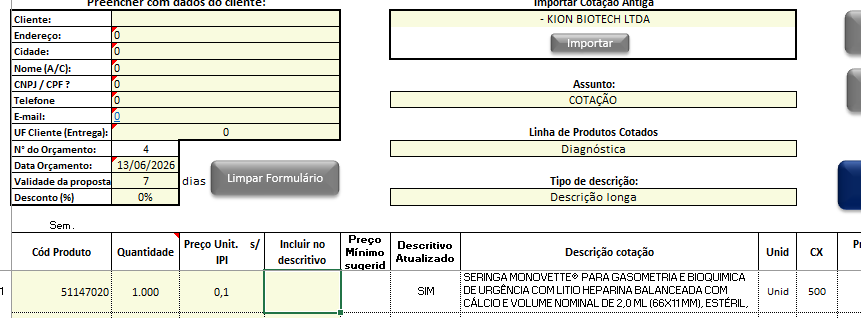 Preencher com dados do cliente:
Importar Cotação Antiga
Cliente:
- KION BIOTECH LTDA
Endereço: 0
Cidade: 0
Importar
Nome (A/C): 0
CNPJ / CPF ? 0
Assunto:
Telefone 0
COTAÇÃO
E-mail: 0
UF Cliente (Entrega): 0
Linha de Produtos Cotados
N° do Orçamento: 4
Diagnóstica
Data Orçamento: 13/06/2026
Limpar Formulário
Validade da proposta 7 dias
Tipo de descrição:
Desconto (%) 0%
Descrição longa
Sem.
Cód Produto Quantidade Preço Unit. s/ IPI Incluir no descritivo Preço Mínimo sugerid Descritivo Atualizado Descrição cotação Unid CX
1 51147020 1.000 0,1 SIM
SERINGA MONOVETTE® PARA GASOMETRIA E BIOQUIMICA
DE URGÊNCIA COM LITIO HEPARINA BALANCEADA COM
CÁLCIO E VOLUME NOMINAL DE 2,0 ML (66X11 MM), ESTÉRIL,
Unid 500